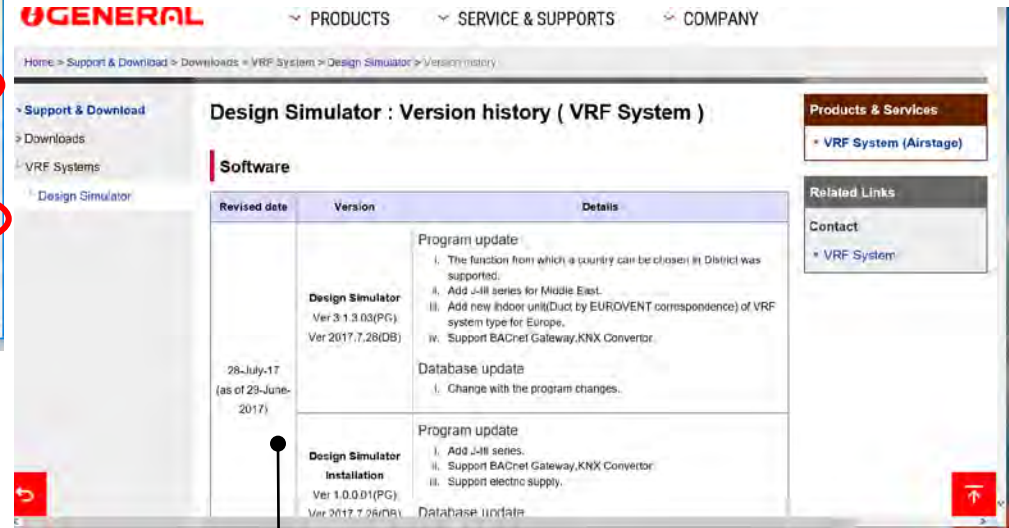 GENERAL
PRODUCTS SERVICE & SUPPORTS COMPANY
Home > Support & Download > Downloads > VRF System > Design Simulator > Version history
Support & Download
> Downloads
VRF Systems
Design Simulator
Design Simulator : Version history ( VRF System )
Software
Revised date Version Details
28-July-17
(as of 29-June-
2017)
Design Simulator
Ver 3.1.3.03(PG)
Ver 2017.7.28(DB)
Program update
i. The function from which a country can be chosen in District was
supported.
ii. Add J-III series for Middle East.
iii. Add new indoor unit(Duct by EUROVENT correspondence) of VRF
system type for Europe.
iv. Support BACnet Gateway,KNX Convertor.
Database update
i. Change with the program changes.
Design Simulator
Installation
Ver 1.0.0.01(PG)
Ver 2017.7.28(DB)
Program update
i. Add J-III series.
ii. Support BACnet Gateway,KNX Convertor
iii. Support electric supply.
Database update
Products & Services
VRF System (Airstage)
Related Links
Contact
VRF System